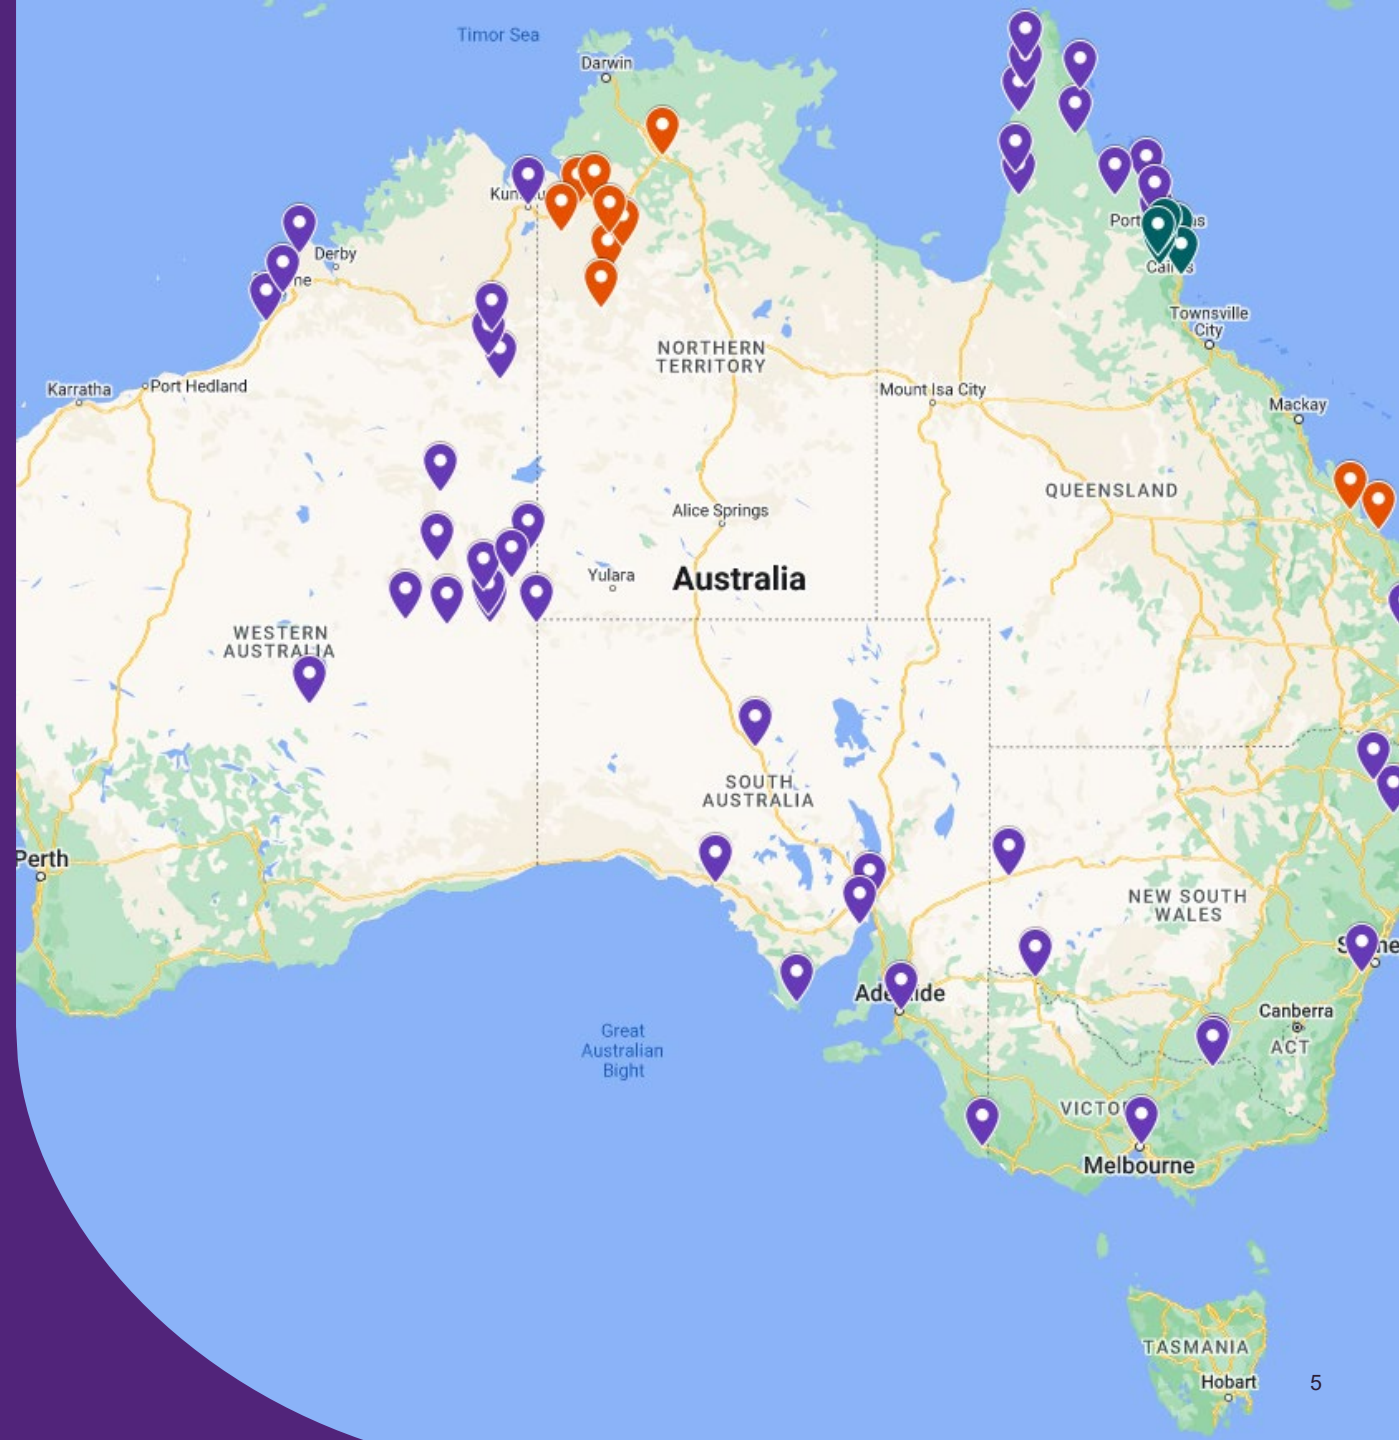 Timor Sea
Darwin
Derby
Karratha
Port Hedland
NORTHERN
TERRITORY
Mount Isa City
Townsville
City
Mackay
QUEENSLAND
Alice Springs
Yulara
Australia
WESTERN
AUSTRALIA
SOUTH
AUSTRALIA
Perth
NEW SOUTH
WALES
Great
Australian
Bight
Canberra
ACT
Melbourne
TASMANIA
Hobart
5